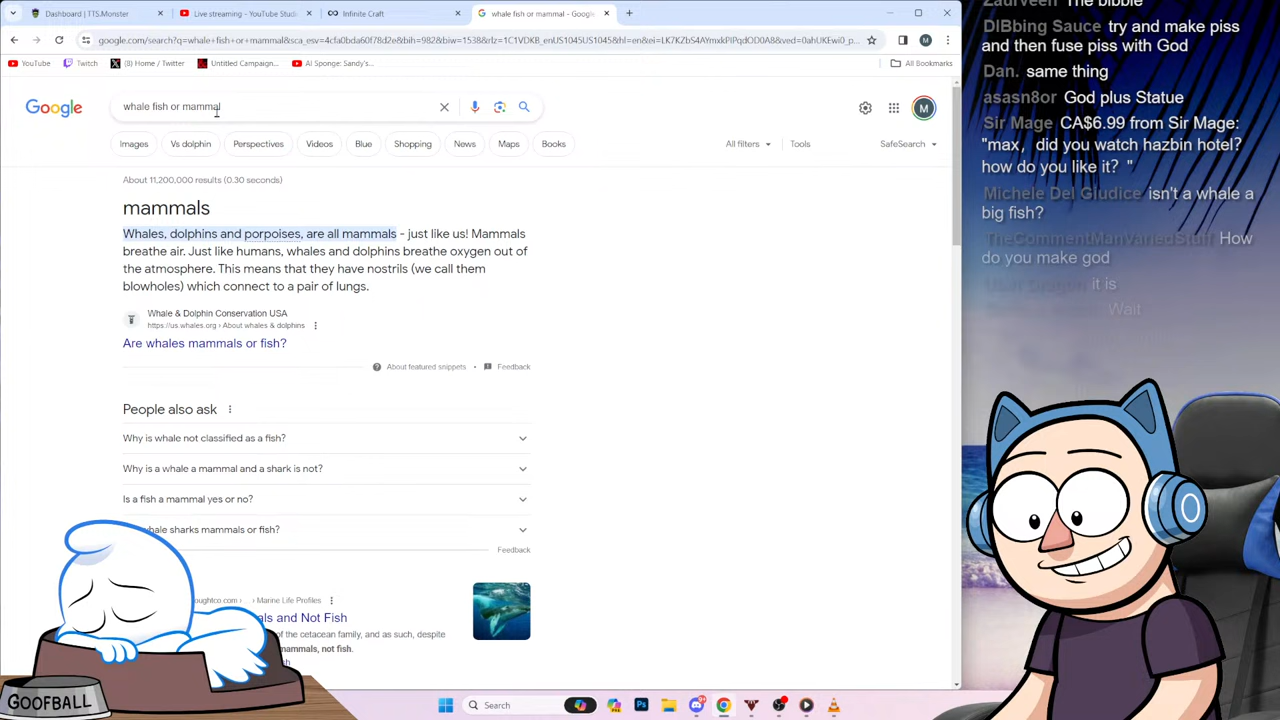 Dashboard | TTS.Monster
Live streaming - YouTube Studio
Infinite Craft
whale fish or mammal - Google
YouTube
Twitch
(8) Home / Twitter
Untitled Campaign...
AI Sponge: Sandy's...
All Bookmarks
Google
whale fish or mammal
M
Images
Vs dolphin
Perspectives
Videos
Blue
Shopping
News
Maps
Books
All filters
Tools
SafeSearch
About 11,200,000 results (0.30 seconds)
mammals
Whales, dolphins and porpoises, are all mammals - just like us! Mammals
breathe air. Just like humans, whales and dolphins breathe oxygen out of
the atmosphere. This means that they have nostrils (we call them
blowholes) which connect to a pair of lungs.
Whale & Dolphin Conservation USA
https://us.whales.org › About whales & dolphins
Are whales mammals or fish?
About featured snippets
Feedback
People also ask
Why is whale not classified as a fish?
Why is a whale a mammal and a shark is not?
Is a fish a mammal yes or no?
whale sharks mammals or fish?
Feedback
› Marine Life Profiles
als and Not Fish
of the cetacean family, and as such, despite
mammals, not fish.
GOOFBALL
Search
Zaurveen The bibble
DIBbing Sauce try and make piss
and then fuse piss with God
Dan. same thing
asasn8or God plus Statue
Sir Mage CA$6.99 from Sir Mage:
"max, did you watch hazbin hotel?
how do you like it? "
Michele Del Giudice isn't a whale a
big fish?
TheCommentManVariedStuff How
do you make god
Dragon it is
Wait